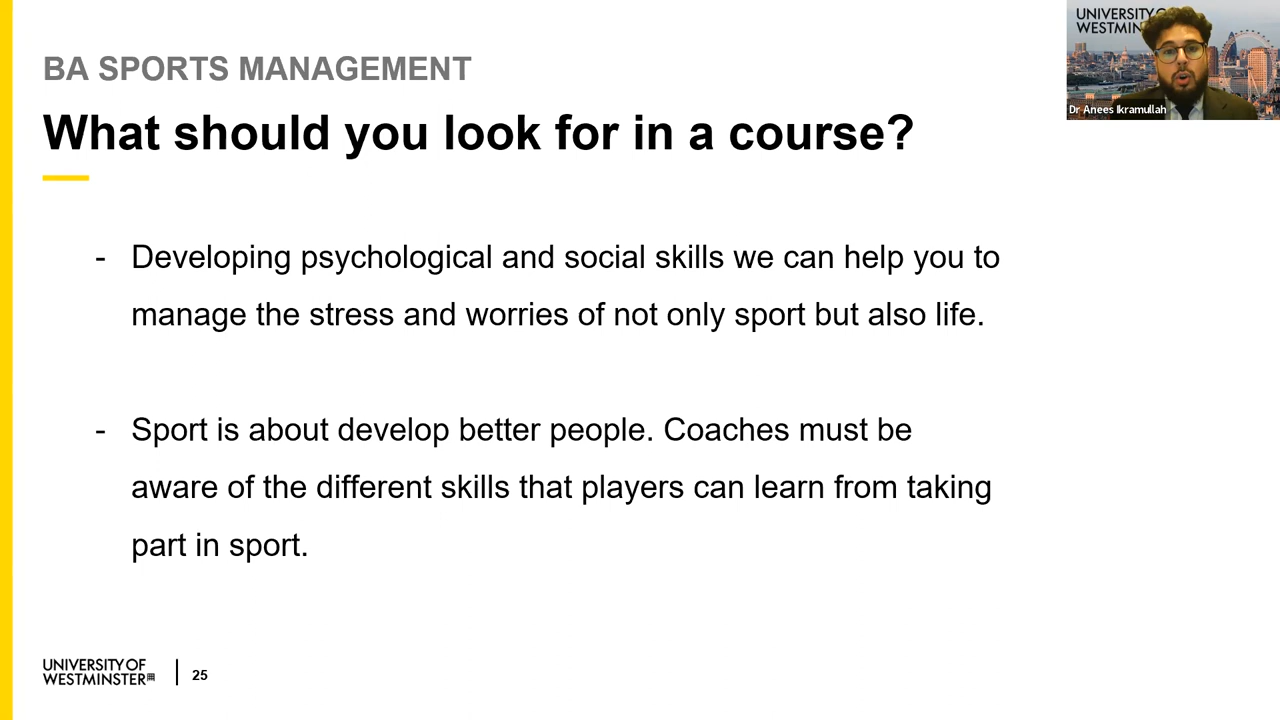 BA SPORTS MANAGEMENT
What should you look for in a course?
- Developing psychological and social skills we can help you to
manage the stress and worries of not only sport but also life.
- Sport is about develop better people. Coaches must be
aware of the different skills that players can learn from taking
part in sport.
UNIVERSITY OF
WESTMINSTER
25
UNIVERSITY OF
WESTMIN
Dr Anees Ikramullah